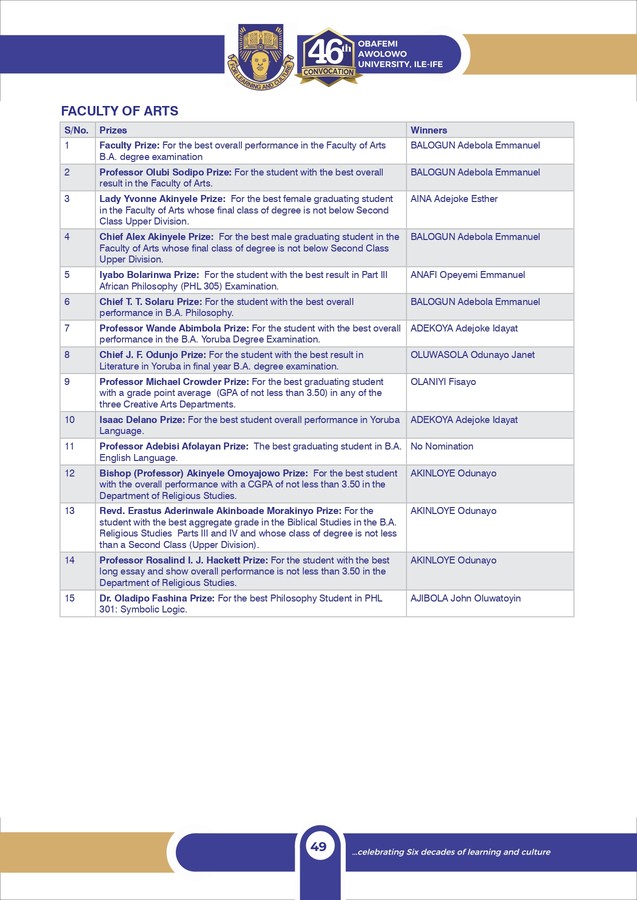 46th
CONVOCATION
FOR LEARNING AND CULTURE
OBAFEMI
AWOLOWO
UNIVERSITY, ILE-IFE
FACULTY OF ARTS
S/No. Prizes Winners
1 Faculty Prize: For the best overall performance in the Faculty of Arts BALOGUN Adebola Emmanuel
B.A. degree examination
2 Professor Olubi Sodipo Prize: For the student with the best overall BALOGUN Adebola Emmanuel
result in the Faculty of Arts.
3 Lady Yvonne Akinyele Prize: For the best female graduating student AINA Adejoke Esther
in the Faculty of Arts whose final class of degree is not below Second
Class Upper Division.
4 Chief Alex Akinyele Prize: For the best male graduating student in the BALOGUN Adebola Emmanuel
Faculty of Arts whose final class of degree is not below Second Class
Upper Division.
5 Iyabo Bolarinwa Prize: For the student with the best result in Part III ANAFI Opeyemi Emmanuel
African Philosophy (PHL 305) Examination.
6 Chief T. T. Solaru Prize: For the student with the best overall BALOGUN Adebola Emmanuel
performance in B.A. Philosophy.
7 Professor Wande Abimbola Prize: For the student with the best overall ADEKOYA Adejoke Idayat
performance in the B.A. Yoruba Degree Examination.
8 Chief J. F. Odunjo Prize: For the student with the best result in OLUWASOLA Odunayo Janet
Literature in Yoruba in final year B.A. degree examination.
9 Professor Michael Crowder Prize: For the best graduating student OLANIYI Fisayo
with a grade point average (GPA of not less than 3.50) in any of the
three Creative Arts Departments.
10 Isaac Delano Prize: For the best student overall performance in Yoruba ADEKOYA Adejoke Idayat
Language.
11 Professor Adebisi Afolayan Prize: The best graduating student in B.A. No Nomination
English Language.
12 Bishop (Professor) Akinyele Omoyajowo Prize: For the best student AKINLOYE Odunayo
with the overall performance with a CGPA of not less than 3.50 in the
Department of Religious Studies.
13 Revd. Erastus Aderinwale Akinboade Morakinyo Prize: For the AKINLOYE Odunayo
student with the best aggregate grade in the Biblical Studies in the B.A.
Religious Studies Parts III and IV and whose class of degree is not less
than a Second Class (Upper Division).
14 Professor Rosalind I. J. Hackett Prize: For the student with the best AKINLOYE Odunayo
long essay and show overall performance is not less than 3.50 in the
Department of Religious Studies.
15 Dr. Oladipo Fashina Prize: For the best Philosophy Student in PHL AJIBOLA John Oluwatoyin
301: Symbolic Logic.
49
...celebrating Six decades of learning and culture